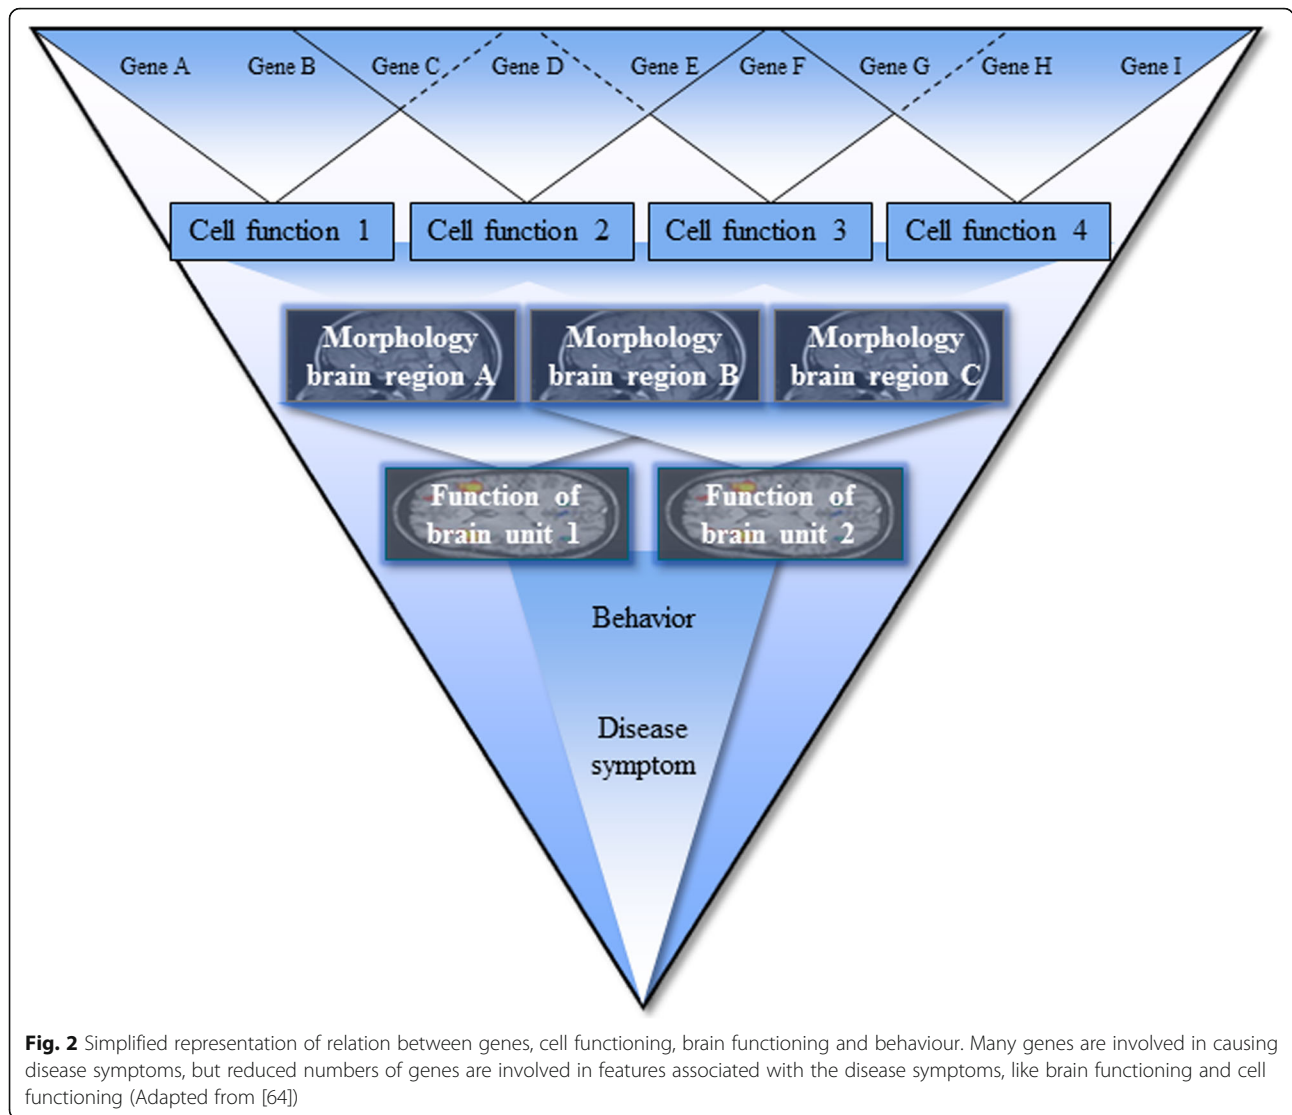 Gene A Gene B Gene C Gene D Gene E Gene F Gene G Gene H Gene I
Cell function 1 Cell function 2 Cell function 3 Cell function 4
Morphology
brain region A
Morphology
brain region B
Morphology
brain region C
Function of
brain unit 1
Function of
brain unit 2
Behavior
Disease
symptom
Fig. 2 Simplified representation of relation between genes, cell functioning, brain functioning and behaviour. Many genes are involved in causing
disease symptoms, but reduced numbers of genes are involved in features associated with the disease symptoms, like brain functioning and cell
functioning (Adapted from [64])